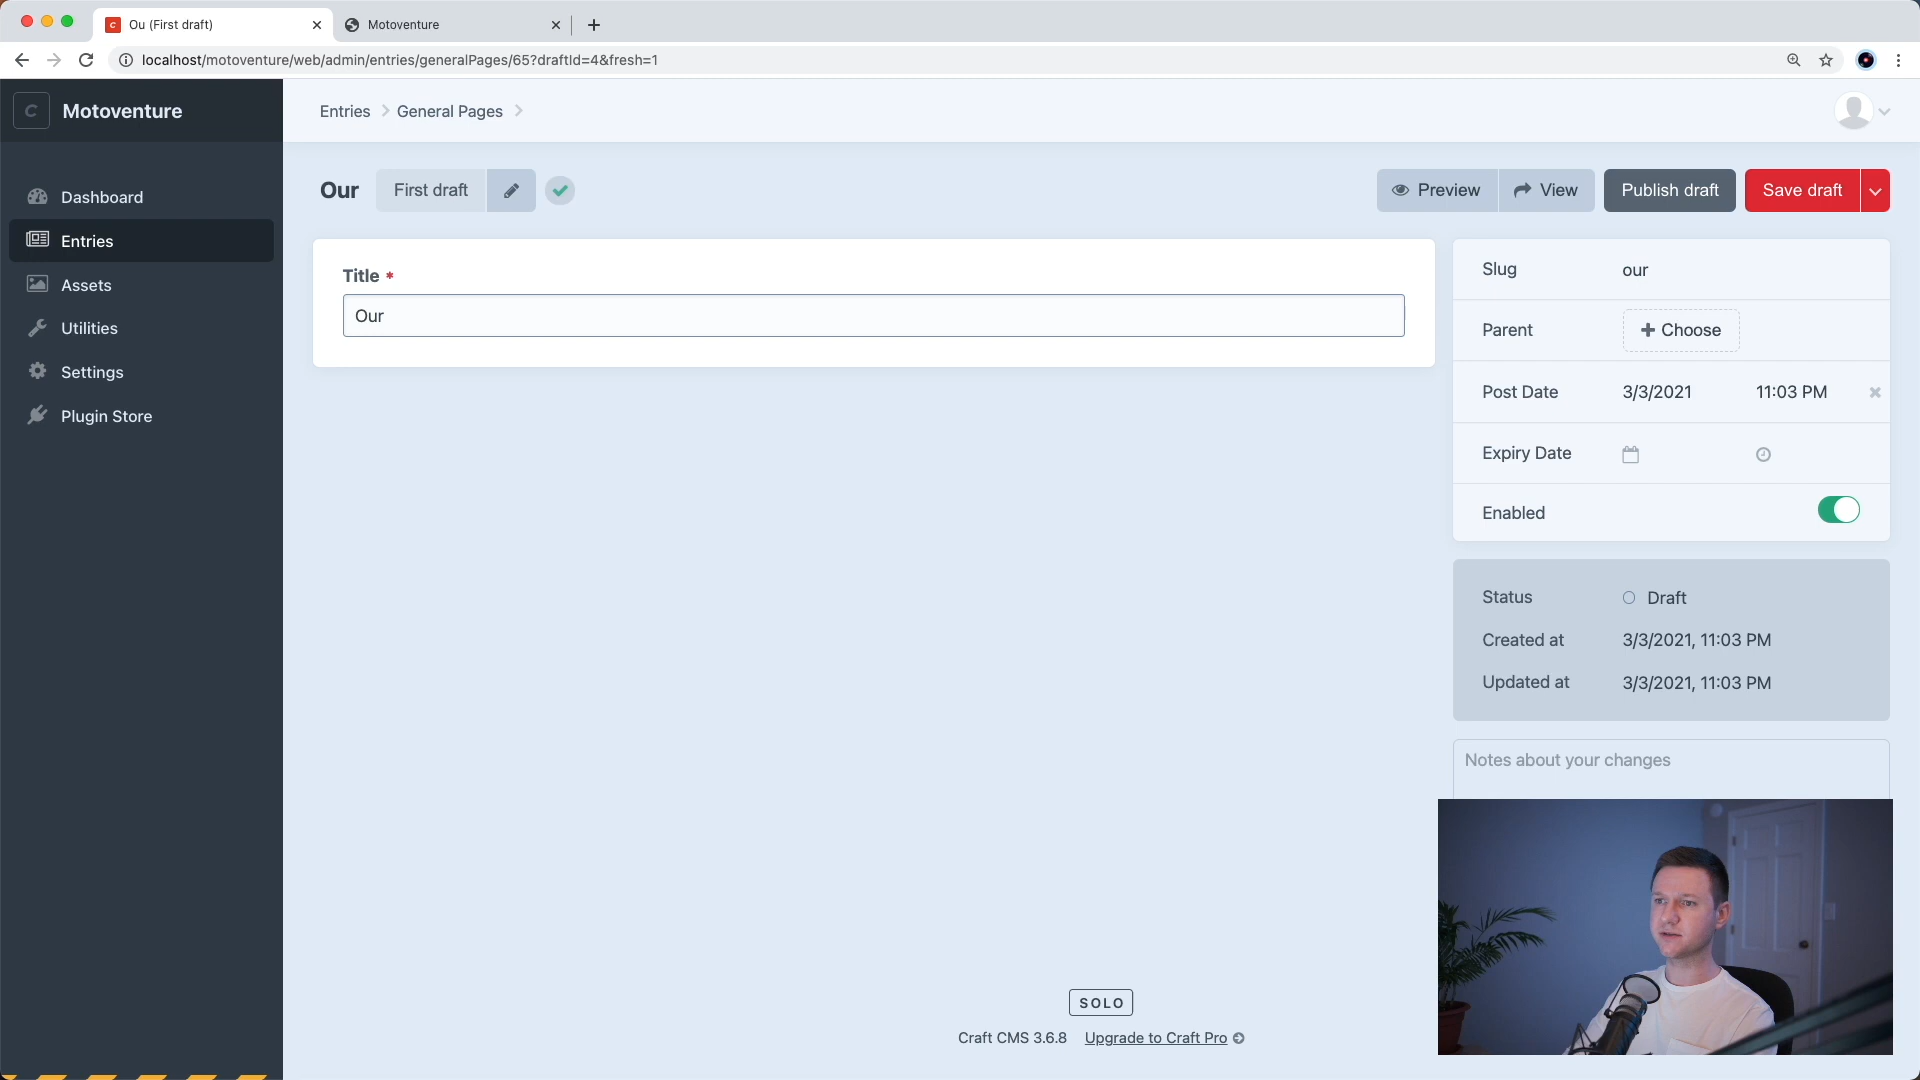 Ou (First draft)
Motoventure
localhost/motoventure/web/admin/entries/generalPages/65?draftId=4&fresh=1
C
Motoventure
Entries
General Pages
Dashboard
Entries
Assets
Utilities
Settings
Plugin Store
Our
First draft
Preview
View
Publish draft
Save draft
Title *
Our
Slug
our
Parent
Choose
Post Date
3/3/2021
11:03 PM
Expiry Date
Enabled
Status
Draft
Created at
3/3/2021, 11:03 PM
Updated at
3/3/2021, 11:03 PM
Notes about your changes
SOLO
Craft CMS 3.6.8
Upgrade to Craft Pro